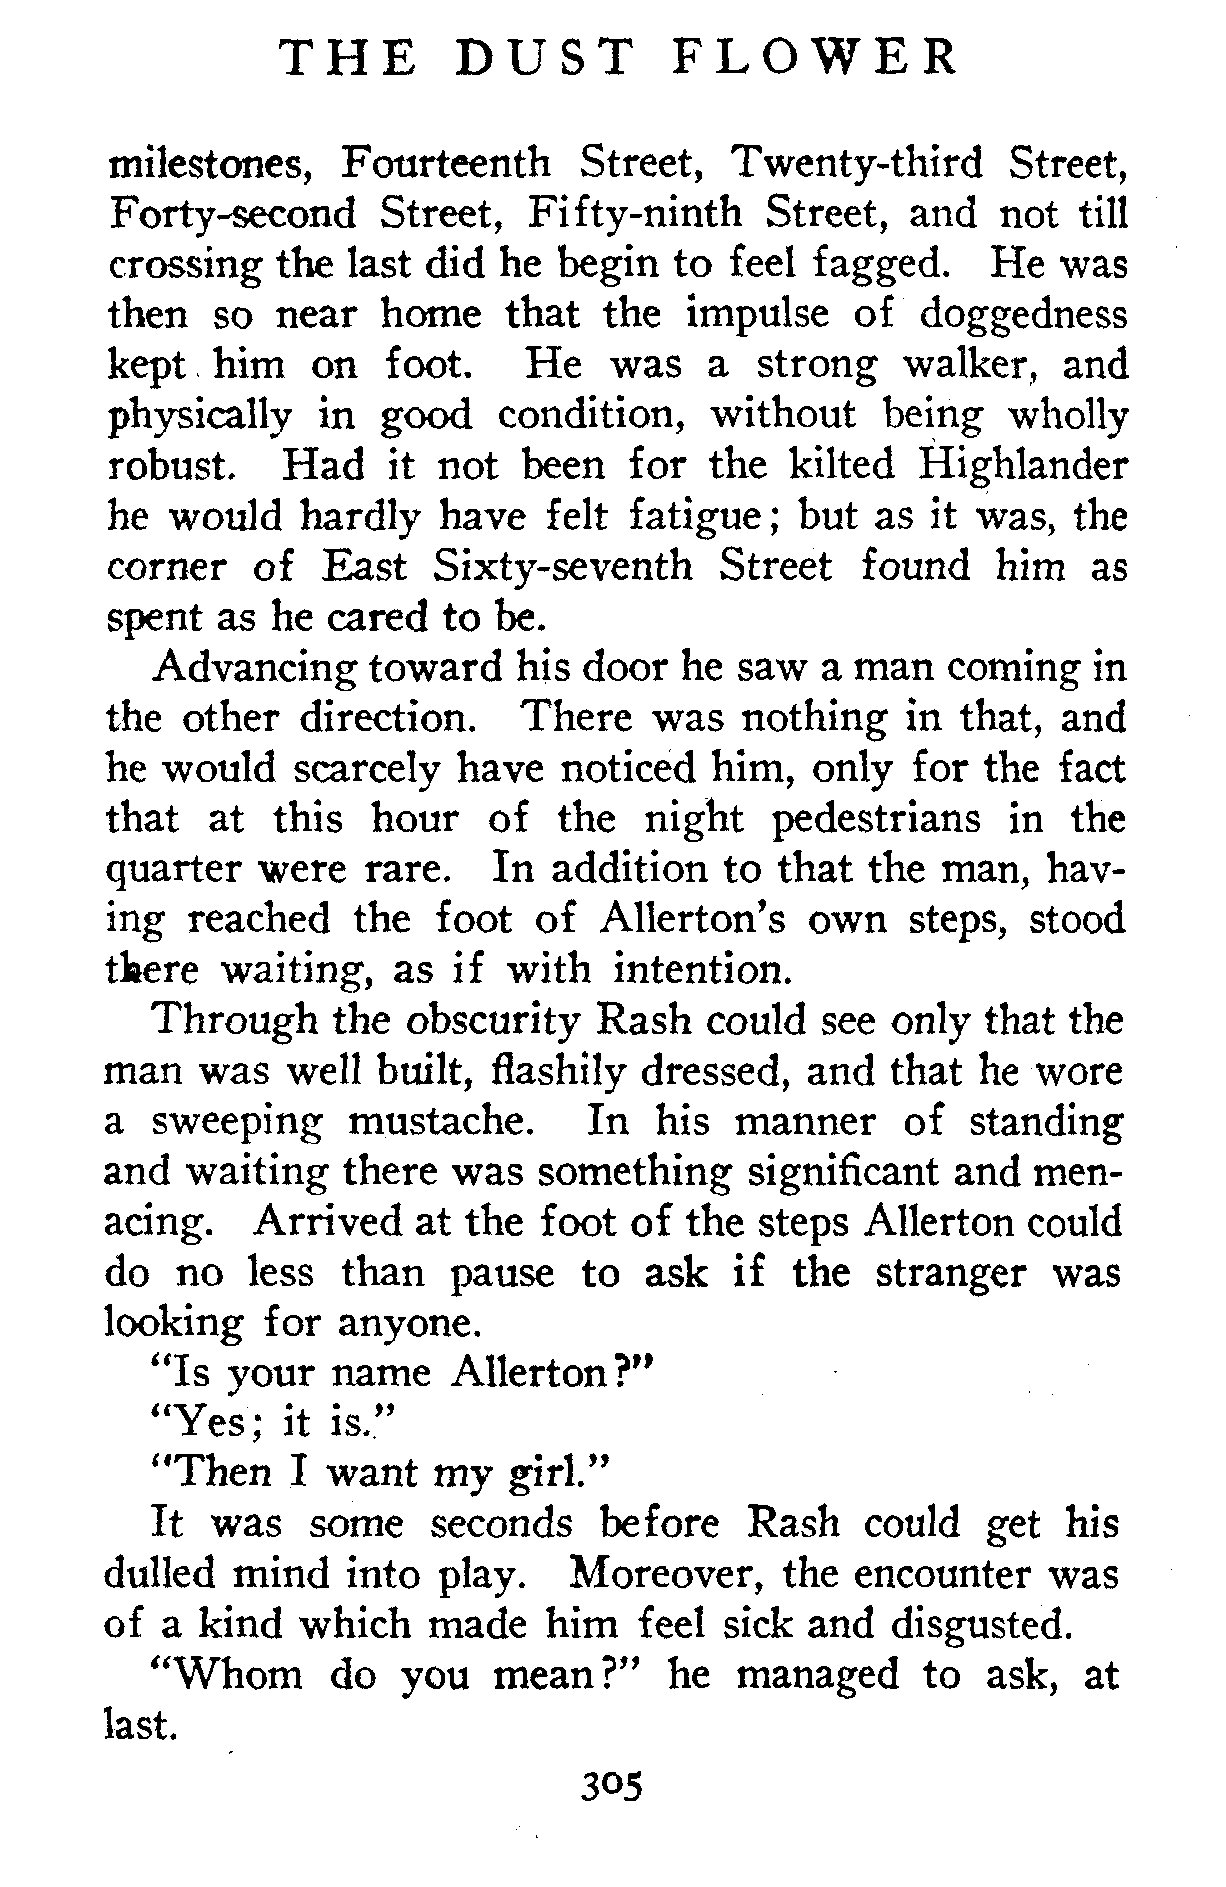 THE DUST FLOWER
milestones, Fourteenth Street, Twenty-third Street,
Forty-second Street, Fifty-ninth Street, and not till
crossing the last did he begin to feel fagged. He was
then so near home that the impulse of doggedness
kept him on foot. He was a strong walker, and
physically in good condition, without being wholly
robust. Had it not been for the kilted Highlander
he would hardly have felt fatigue; but as it was, the
corner of East Sixty-seventh Street found him as
spent as he cared to be.
Advancing toward his door he saw a man coming in
the other direction. There was nothing in that, and
he would scarcely have noticed him, only for the fact
that at this hour of the night pedestrians in the
quarter were rare. In addition to that the man, hav-
ing reached the foot of Allerton's own steps, stood
there waiting, as if with intention.
Through the obscurity Rash could see only that the
man was well built, flashily dressed, and that he wore
a sweeping mustache. In his manner of standing
and waiting there was something significant and men-
acing. Arrived at the foot of the steps Allerton could
do no less than pause to ask if the stranger was
looking for anyone.
"Is your name Allerton?"
"Yes; it is."
"Then I want my girl."
It was some seconds before Rash could get his
dulled mind into play. Moreover, the encounter was
of a kind which made him feel sick and disgusted.
"Whom do you mean?" he managed to ask, at
last.
305